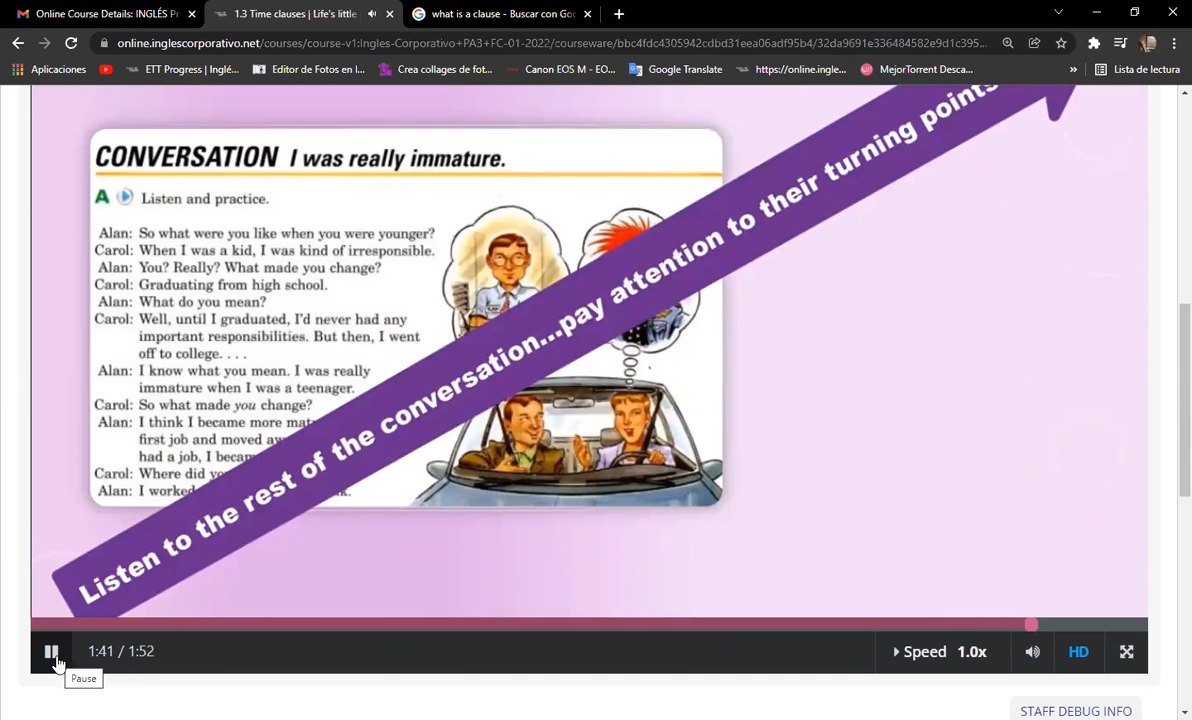 Online Course Details: INGLÉS Pr
1.3 Time clauses | Life's little
what is a clause - Buscar con Goo
online.inglescorporativo.net/courses/course-v1:Ingles-Corporativo+PA3+FC-01-2022/courseware/bbc4fdc4305942cdbd31eea06adf95b4/32da9691e336484582e9d1c395...
Aplicaciones
ETT Progress | Inglé...
Editor de Fotos en l...
Crea collages de fot...
Canon EOS M - EO...
Google Translate
https://online.ingle...
MejorTorrent Desca...
»
Lista de lectura
CONVERSATION I was really immature.
A Listen and practice.
Alan: So what were you like when you were younger?
Carol: When I was a kid, I was kind of irresponsible.
Alan: You? Really? What made you change?
Carol: Graduating from high school.
Alan: What do you mean?
Carol: Well, until I graduated, I'd never had any
important responsibilities. But then, I went
off to college. . . .
Alan: I know what you mean. I was really
immature when I was a teenager.
Carol: So what made you change?
Alan: I think I became more
first job and moved
had a job, I
Carol: Where did
Alan: I worked
Listen to the rest of the conversation...pay attention to their turning points
1:41 / 1:52
Speed 1.0x
HD
Pause
STAFF DEBUG INFO